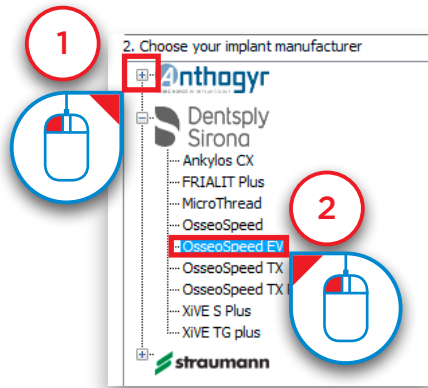 1
2. Choose your implant manufacturer
Anthogyr
Dentsply
Sirona
Ankylos CX
FRIALIT Plus
MicroThread
OsseoSpeed
2
OsseoSpeed EV
OsseoSpeed TX
OsseoSpeed TX
XiVE S Plus
XiVE TG plus
straumann